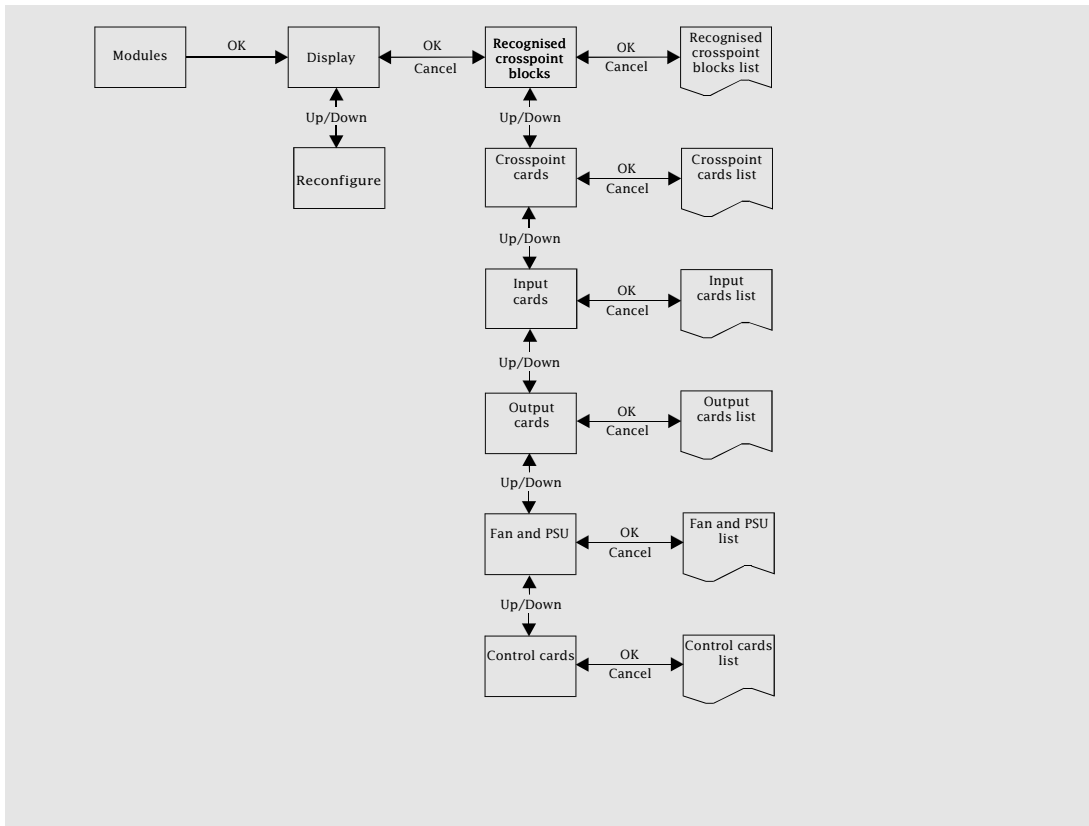 Modules
OK
Display
OK
Cancel
Recognised
crosspoint
blocks
OK
Cancel
Recognised
crosspoint
blocks list
Up/Down
Up/Down
Reconfigure
Crosspoint
cards
OK
Cancel
Crosspoint
cards list
Up/Down
Input
cards
OK
Cancel
Input
cards list
Up/Down
Output
cards
OK
Cancel
Output
cards list
Up/Down
Fan and PSU
OK
Cancel
Fan and PSU
list
Up/Down
Control cards
OK
Cancel
Control cards
list